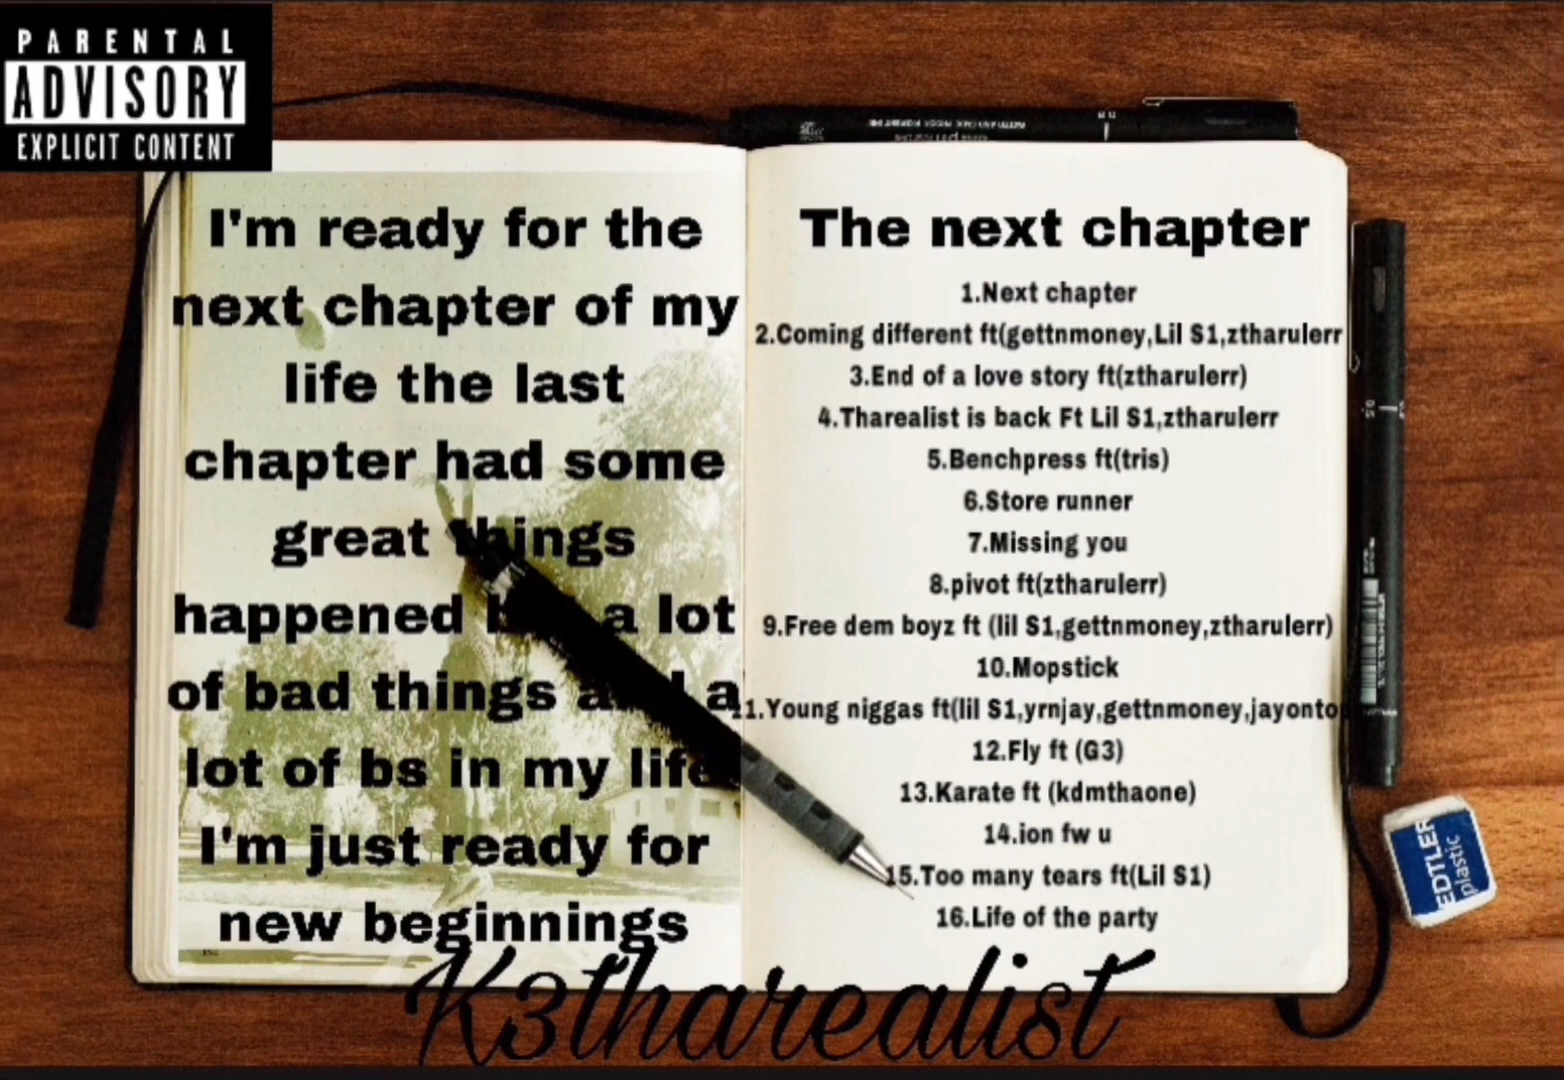 PARENTAL
ADVISORY
EXPLICIT CONTENT
I'm ready for the
next chapter of my
life the last
chapter had some
great things
happened a lot
of bad things a
lot of bs in my life
I'm just ready for
new beginnings
The next chapter
1.Next chapter
2.Coming different ft(gettnmoney,Lil S1,ztharulerr
3.End of a love story ft(ztharulerr)
4.Tharealist is back Ft Lil S1,ztharulerr
5.Benchpress ft(tris)
6.Store runner
7.Missing you
8.pivot ft(ztharulerr)
9.Free dem boyz ft (lil S1,gettnmoney,ztharulerr)
10.Mopstick
11.Young niggas ft(lil S1,yrnjay,gettnmoney,jayonto
12.Fly ft (G3)
13.Karate ft (kdmthaone)
14.ion fw u
15.Too many tears ft(Lil S1)
16.Life of the party
K3tharealist
EDTLER
plastic